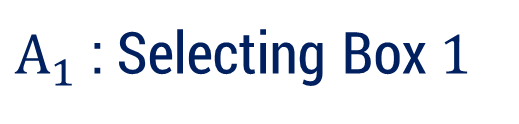 A₁ : Selecting Box 1